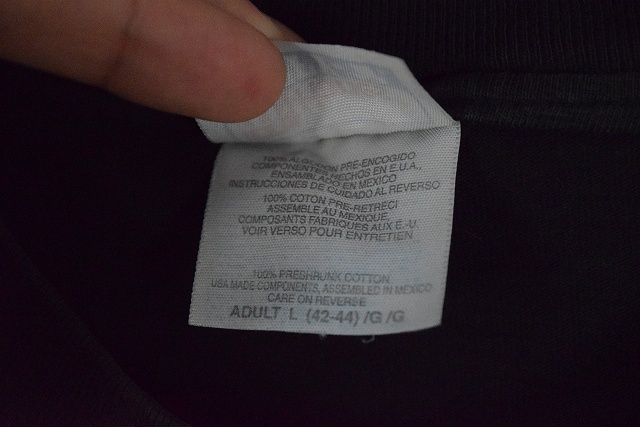 100% ALGODON PRE-ENCOGIDO
COMPONENTES HECHOS EN E.U.A.,
ENSAMBLADO EN MEXICO
INSTRUCCIONES DE CUIDADO AL REVERSO
100% COTON PRE-RETRECI
ASSEMBLE AU MEXIQUE,
COMPOSANTS FABRIQUES AUX É.-U.
VOIR VERSO POUR ENTRETIEN
100% PRESHRUNK COTTON
USA MADE COMPONENTS, ASSEMBLED IN MEXICO
CARE ON REVERSE
ADULT L (42-44) /G /G